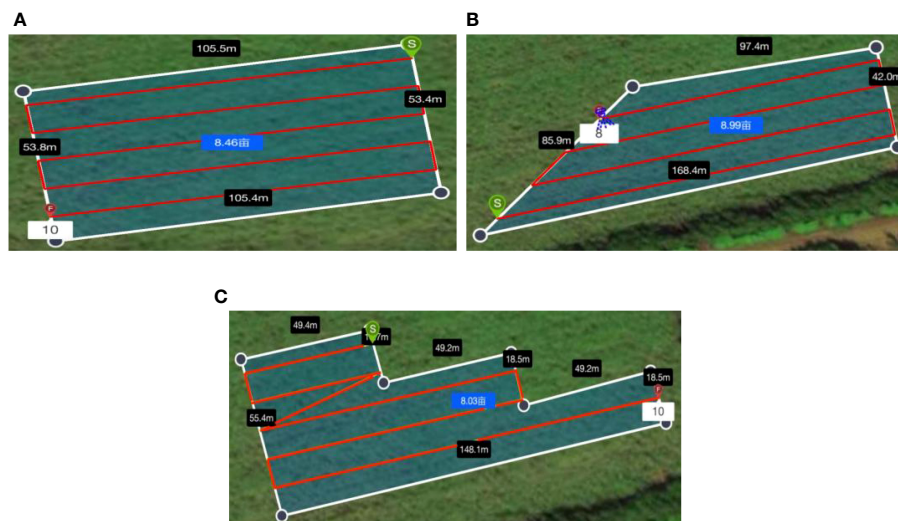 A
105.5m
S
53.4m
53.8m
8.46亩
105.4m
10
B
97.4m
42.0m
8
85.9m
8.99亩
168.4m
S
C
49.4m
S
49.2m
18.5m
49.2m
18.5m
8.03亩
55.4m
10
148.1m